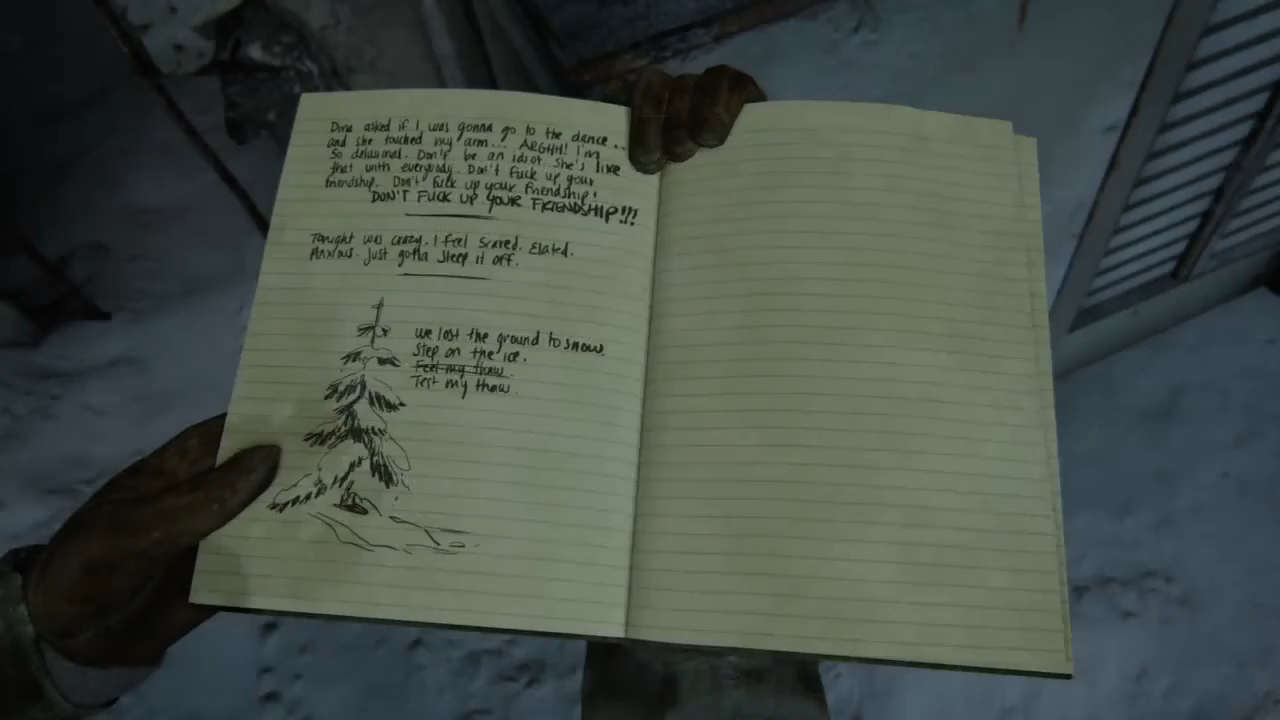 Dina asked if I was gonna go to the dance...
and she touched my arm... ARGHH! I'm
so delusional. Don't be an idiot. She's like
that with everybody. Don't fuck up your
friendship. Don't fuck up your friendship!
DON'T FUCK UP YOUR FRIENDSHIP!!!
Tonight was crazy. I feel scared. Elated.
Anxious. Just gotta sleep it off.
We lost the ground to snow.
Step on the ice.
Feel my thaw.
Test my thaw.